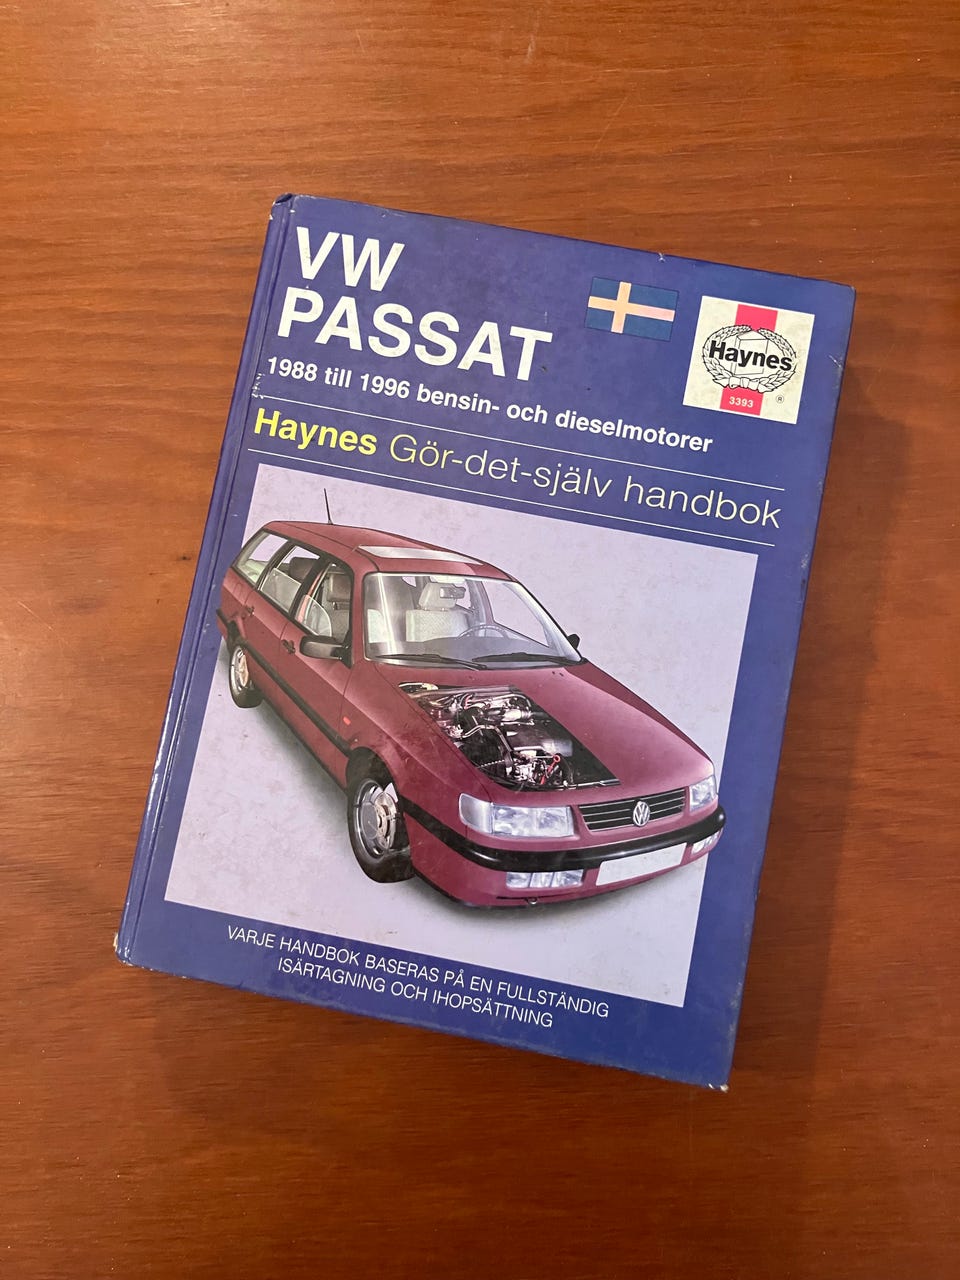 VW
PASSAT
1988 till 1996 bensin- och dieselmotorer
Haynes
3393
®
Haynes Gör-det-själv handbok
VARJE HANDBOK BASERAS PÅ EN FULLSTÄNDIG
ISÄRTAGNING OCH IHOPSÄTTNING